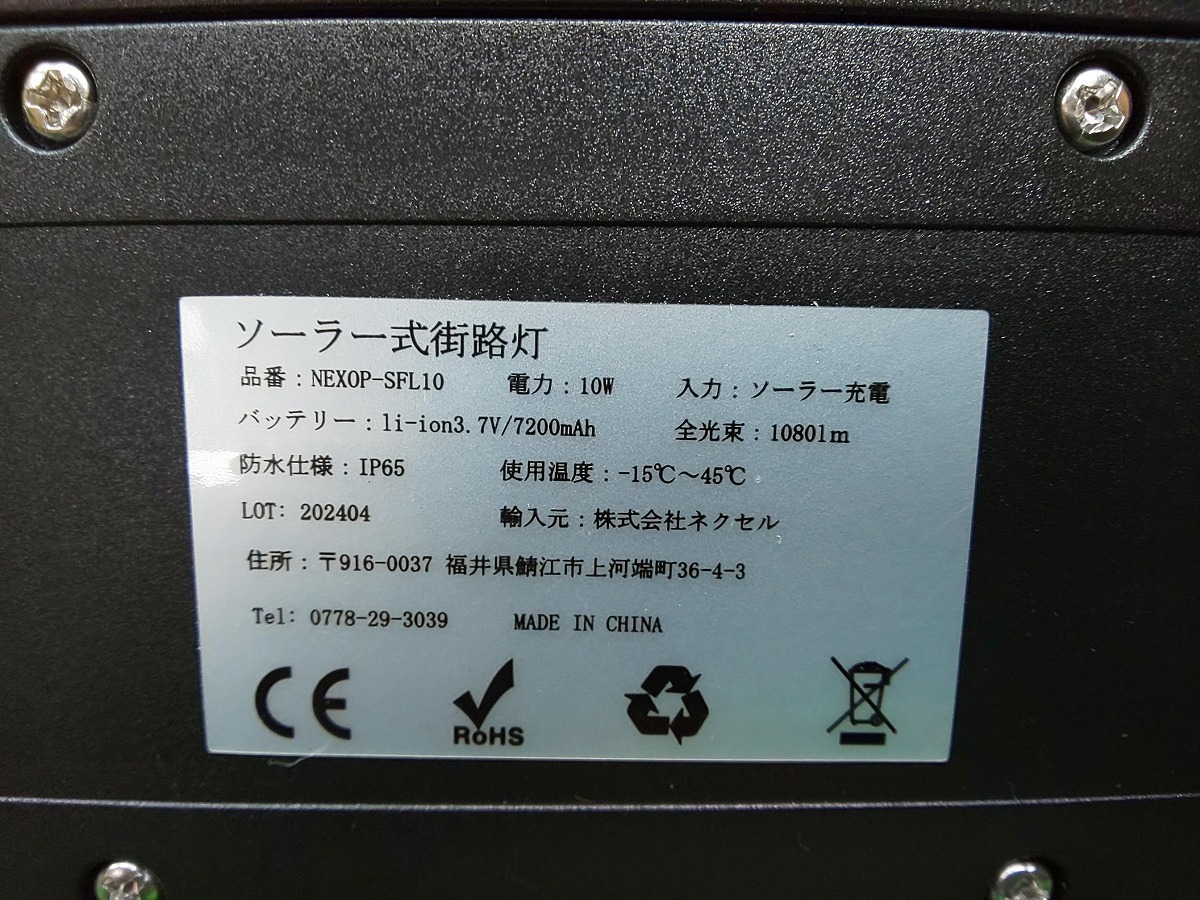 ソーラー式街路灯
品番：NEXOP-SFL10 電力：10W 入力：ソーラー充電
バッテリー：li-ion3.7V/7200mAh 全光束：1080lm
防水仕様：IP65 使用温度：-15℃～45℃
LOT: 202404 輸入元：株式会社ネクセル
住所：〒916-0037 福井県鯖江市上河端町36-4-3
Tel: 0778-29-3039 MADE IN CHINA
CE RoHS